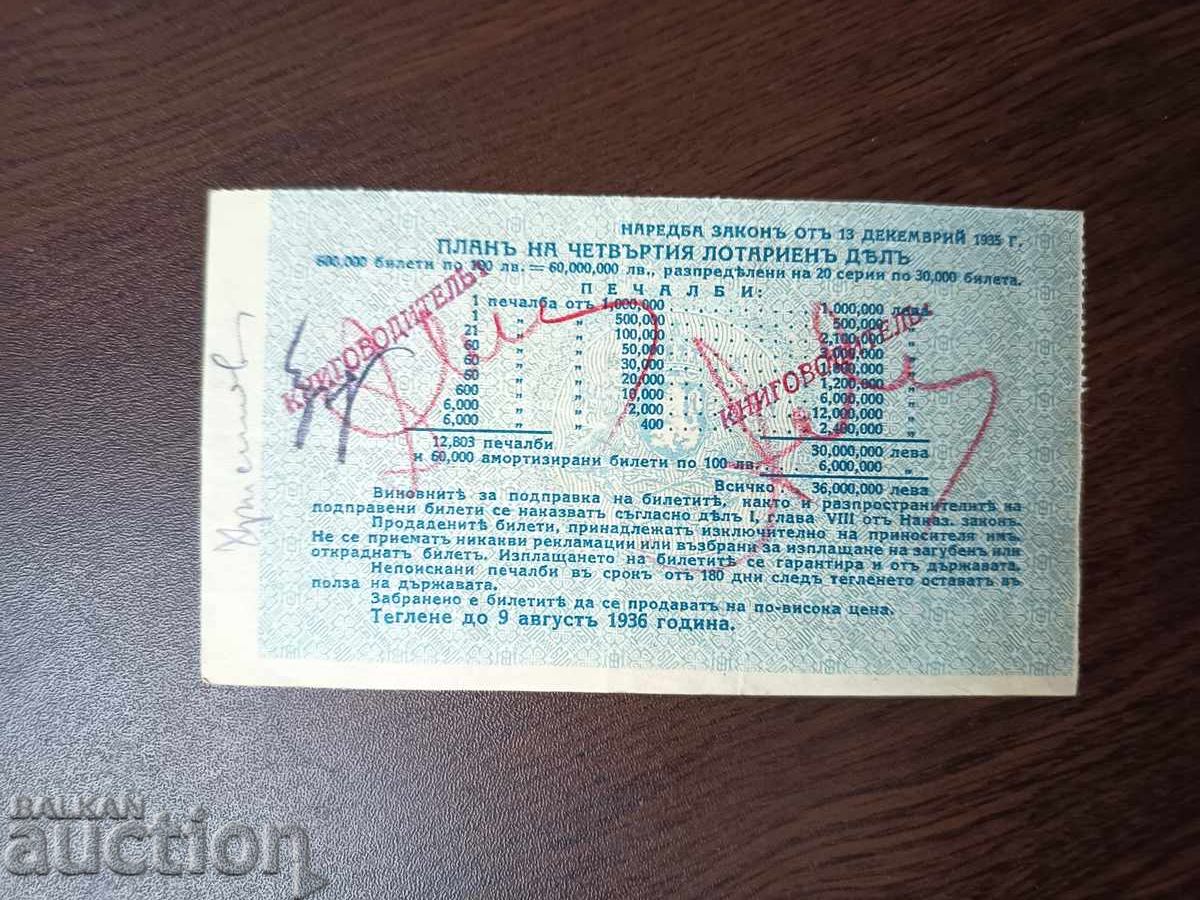 НАРЕДБА ЗАКОНЪ ОТЪ 13 ДЕКЕМВРИЙ 1935 Г.
ПЛАНЪ НА ЧЕТВЪРТИЯ ЛОТАРИЕНЪ ДѢЛЪ
600,000 билети по 100 лв. = 60,000,000 лв., разпредѣлени на 20 серии по 30,000 билета.
ПЕЧАЛБИ:
1 печалба отъ 1,000,000 . . . . 1,000,000 лева
1 „ „ 500,000 . . . . 500,000 „
21 „ „ 100,000 . . . . 2,100,000 „
60 „ „ 50,000 . . . . 3,000,000 „
60 „ „ 30,000 . . . . 1,800,000 „
60 „ „ 20,000 . . . . 1,200,000 „
600 „ „ 10,000 . . . . 6,000,000 „
6,000 „ „ 2,000 . . . . 12,000,000 „
6,000 „ „ 400 . . . . 2,400,000 „
12,803 печалби 30,000,000 лева
и 60,000 амортизирани билети по 100 лв. . . 6,000,000 „
Всичко . 36,000,000 лева
Виновнитѣ за подправка на билетитѣ, както и разпространителитѣ на
подправени билети се наказватъ съгласно дѣлъ I, глава VIII отъ Наказ. законъ.
Продаденитѣ билети, принадлежатъ изключително на приносителя имъ.
Не се приематъ никакви рекламации или възбрани за изплащане на загубенъ или
откраднатъ билетъ. Изплащането на билетитѣ се гарантира и отъ държавата.
Непоискани печалби въ срокъ отъ 180 дни следъ тегленето оставатъ въ
полза на държавата.
Забранено е билетитѣ да се продаватъ на по-висока цена.
Теглене до 9 августъ 1936 година.
КНИГОВОДИТЕЛЬ
КНИГОВОДИТЕЛЬ
BALKAN
auction